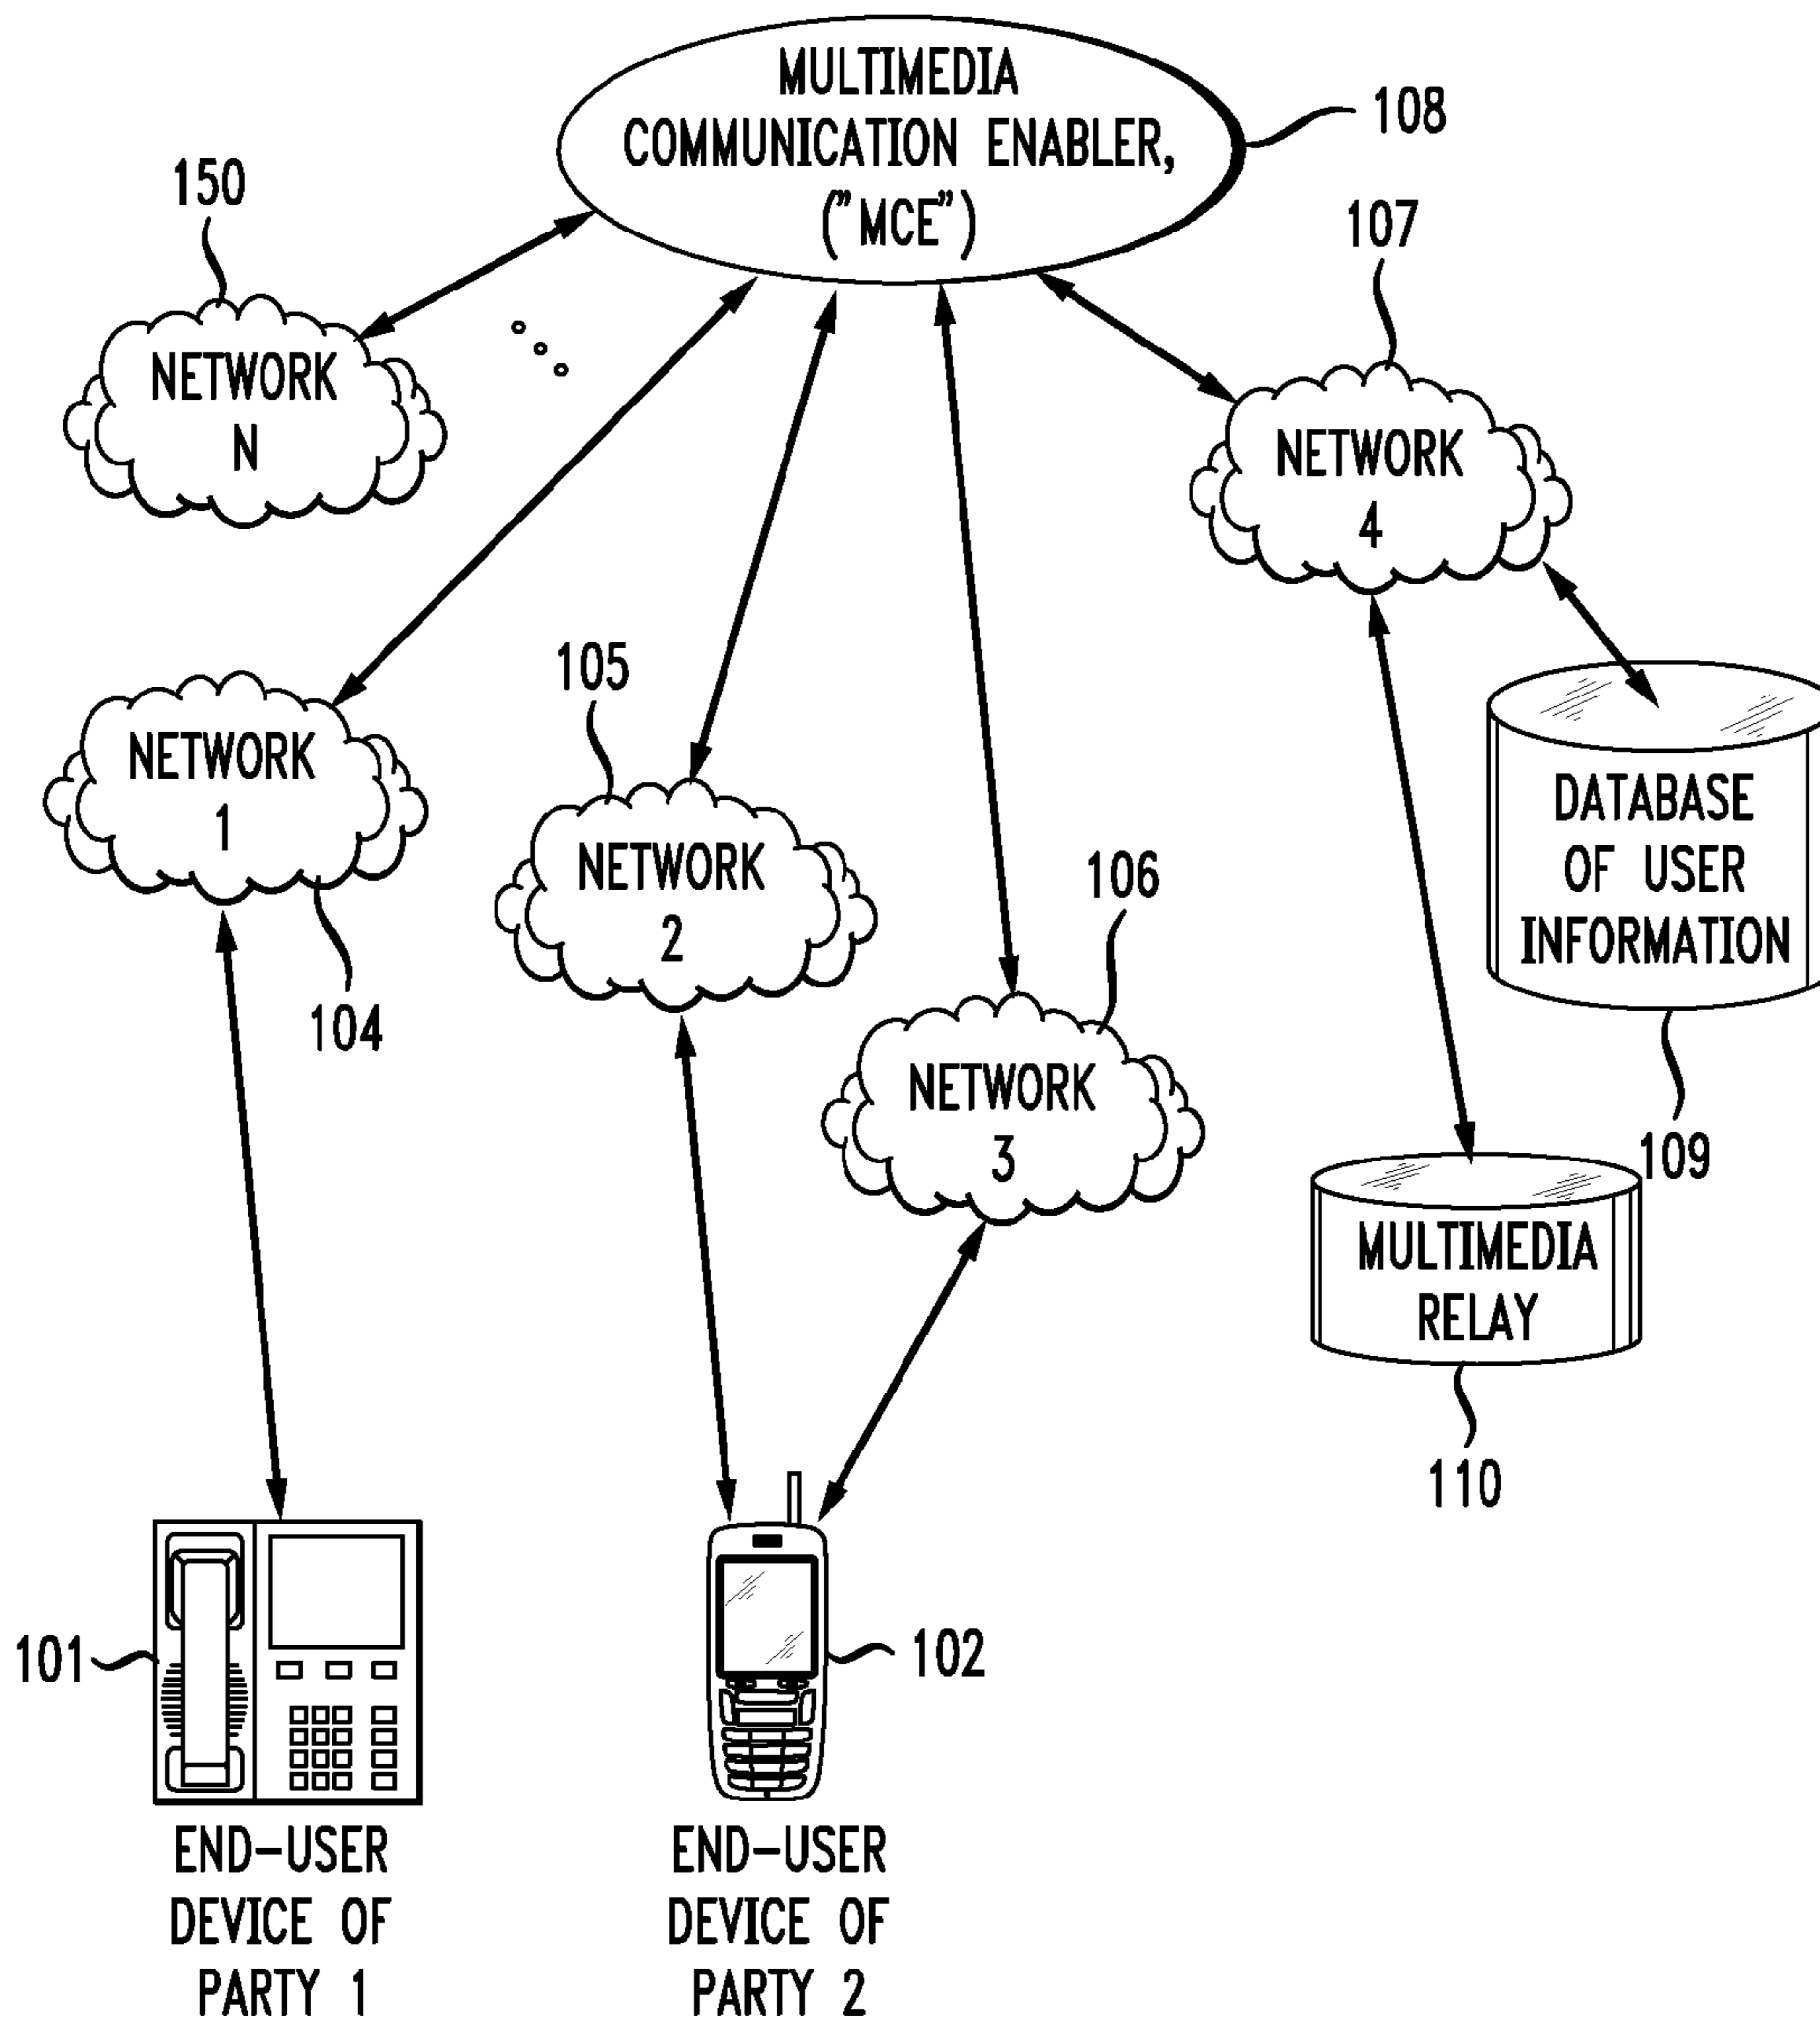 MULTIMEDIA
COMMUNICATION ENABLER,
("MCE")
108
150
107
NETWORK
N
NETWORK
4
105
NETWORK
1
DATABASE
OF USER
INFORMATION
NETWORK
2
106
104
NETWORK
3
109
MULTIMEDIA
RELAY
110
101
102
END-USER
DEVICE OF
PARTY 1
END-USER
DEVICE OF
PARTY 2